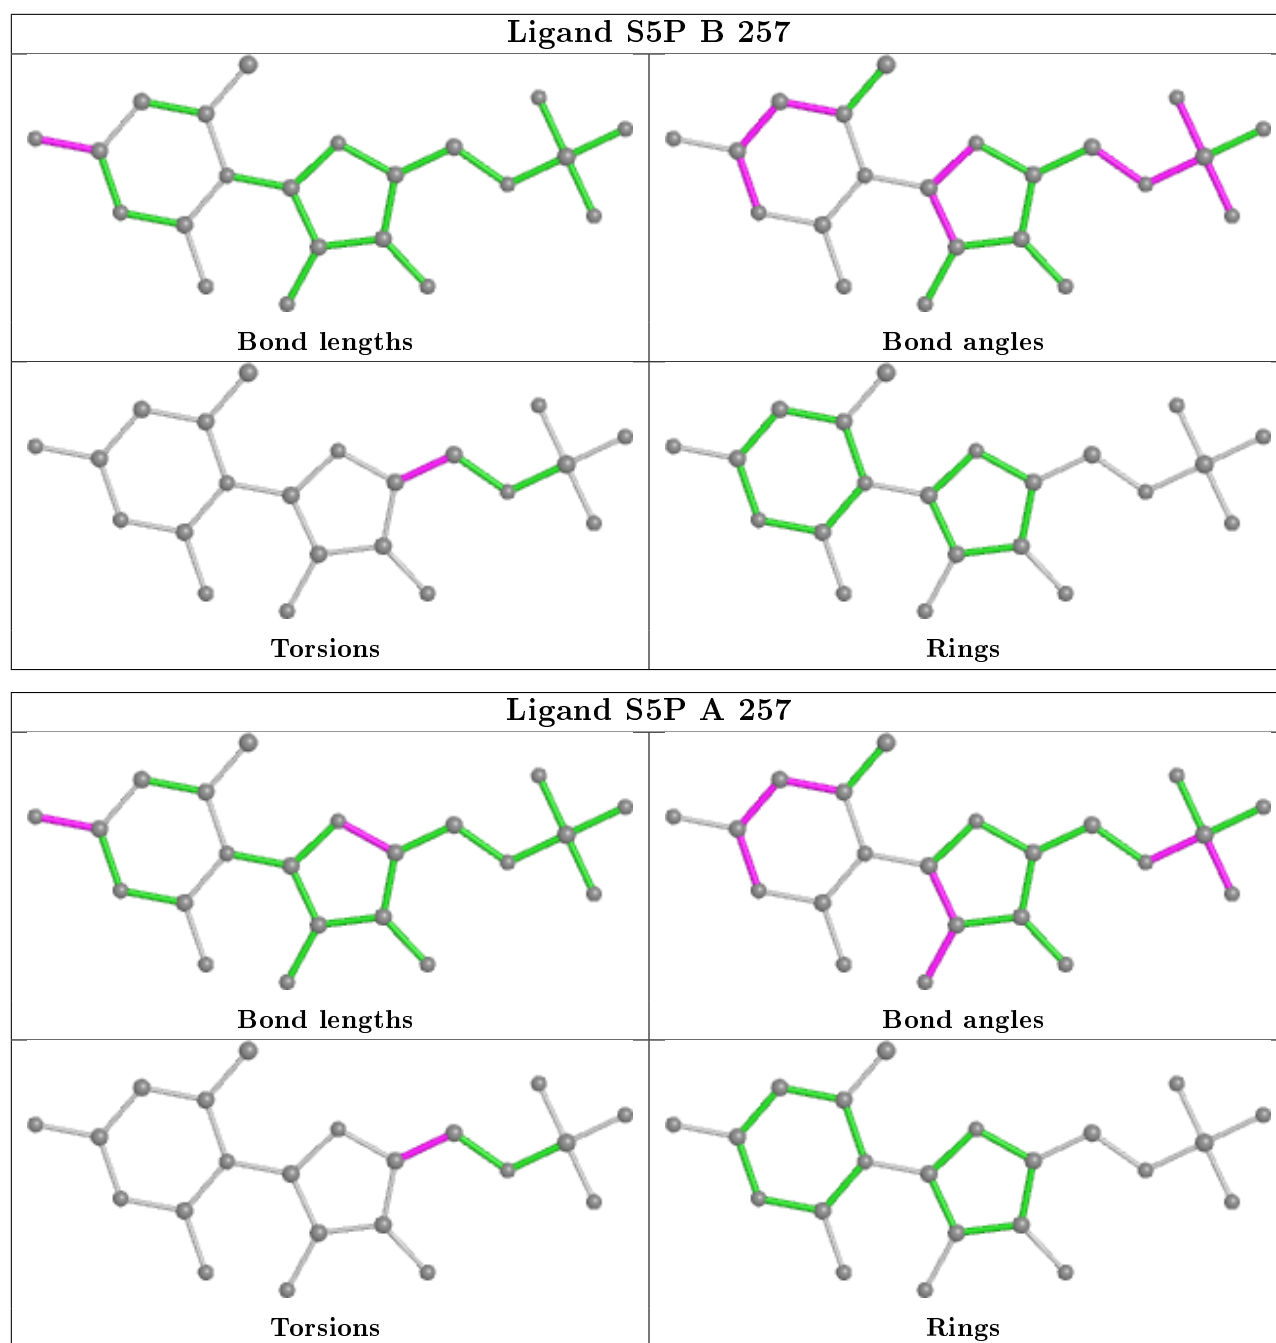 Ligand S5P B 257
Bond lengths
Bond angles
Torsions
Rings
Ligand S5P A 257
Bond lengths
Bond angles
Torsions
Rings